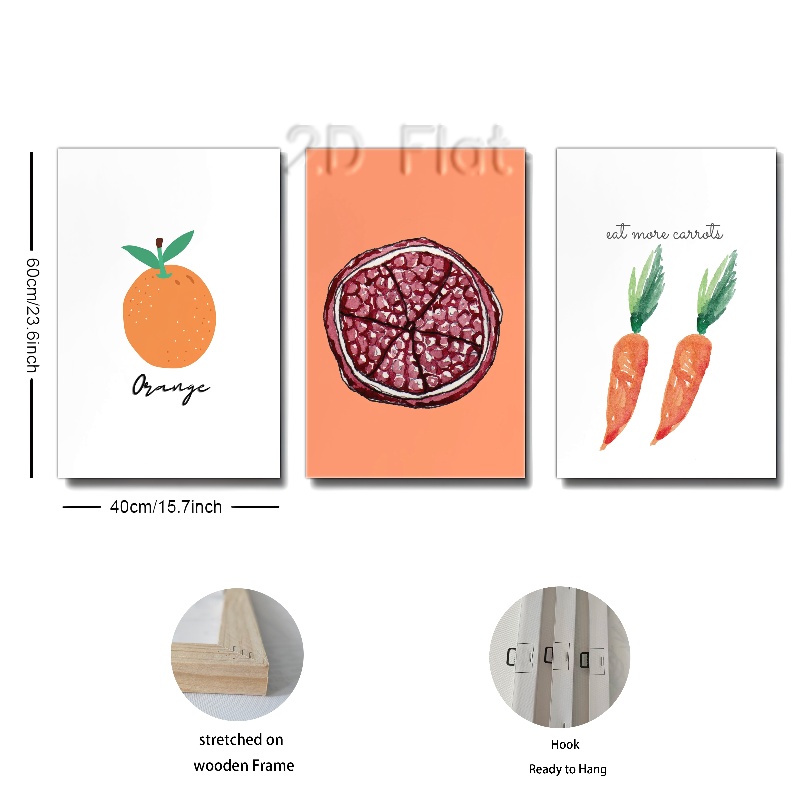 2D Flat
eat more carrots
Orange
60cm/23.6inch
40cm/15.7inch
stretched on
wooden Frame
Hook
Ready to Hang